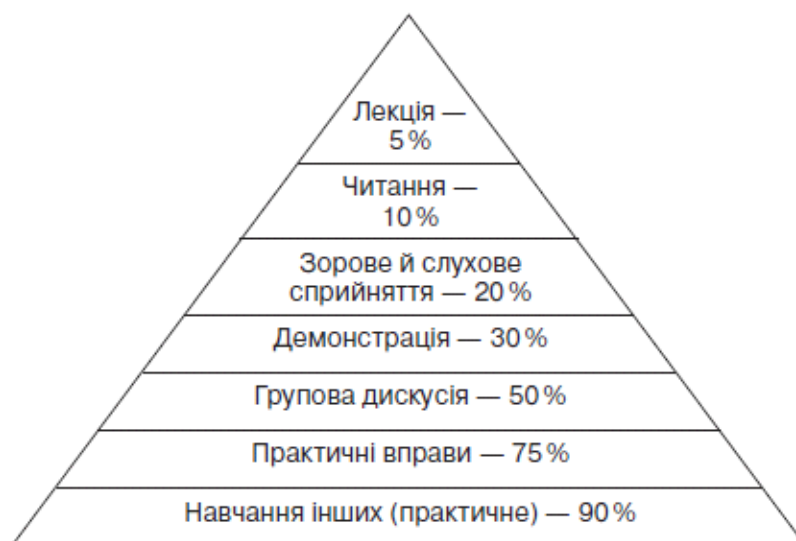 Лекція —
5 %
Читання —
10 %
Зорове й слухове
сприйняття — 20 %
Демонстрація — 30 %
Групова дискусія — 50 %
Практичні вправи — 75 %
Навчання інших (практичне) — 90 %